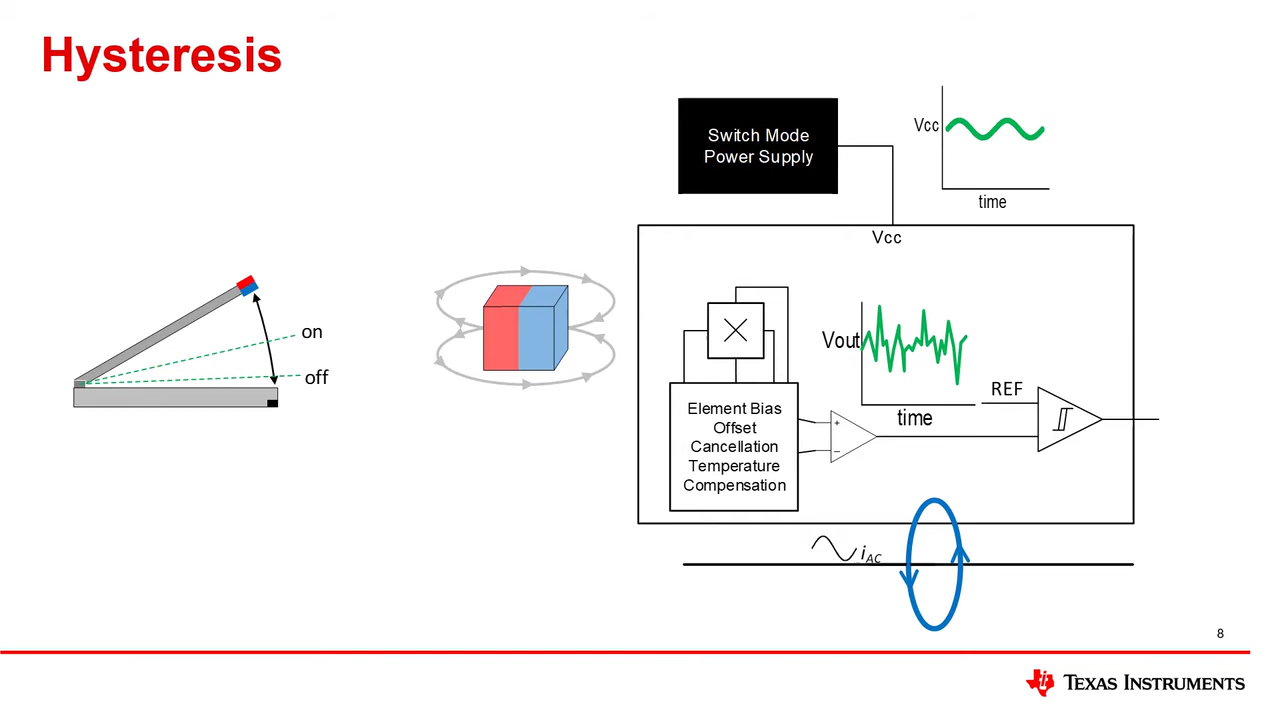 Hysteresis
on
off
Switch Mode
Power Supply
Vcc
time
Vcc
Vout
time
REF
Element Bias
Offset
Cancellation
Temperature
Compensation
+
−
iAC
8
TEXAS INSTRUMENTS